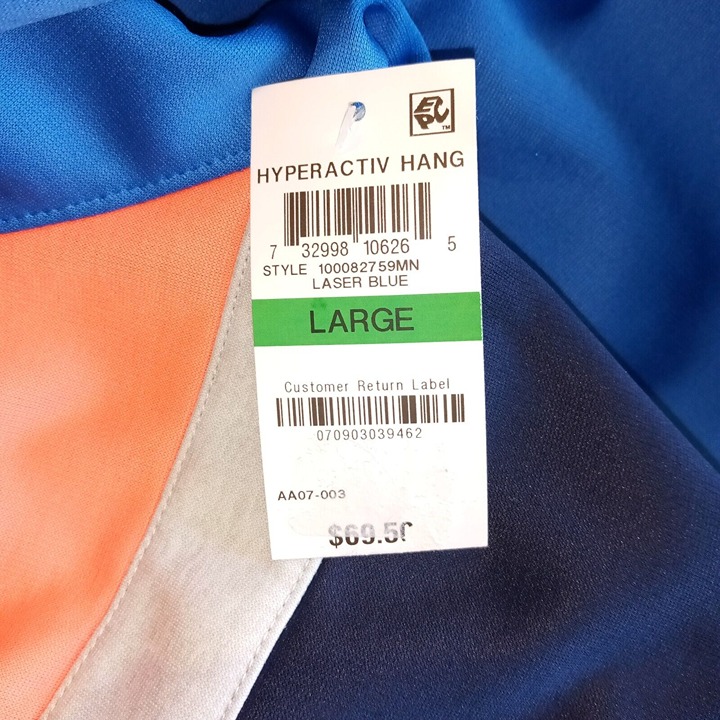 EPC
TM
HYPERACTIV HANG
7 32998 10626 5
STYLE 100082759MN
LASER BLUE
LARGE
Customer Return Label
070903039462
AA07-003
$69.50